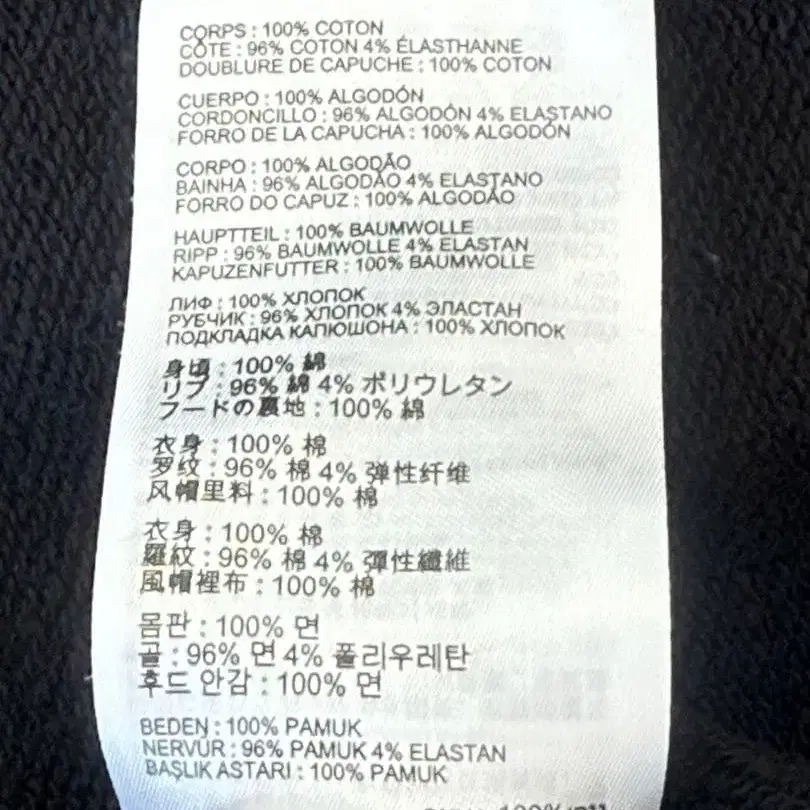 CORPS : 100% COTON
CÔTE : 96% COTON 4% ÉLASTHANNE
DOUBLURE DE CAPUCHE : 100% COTON
CUERPO : 100% ALGODÓN
CORDONCILLO : 96% ALGODÓN 4% ELASTANO
FORRO DE LA CAPUCHA : 100% ALGODÓN
CORPO : 100% ALGODÃO
BAINHA : 96% ALGODÃO 4% ELASTANO
FORRO DO CAPUZ : 100% ALGODÃO
HAUPTTEIL : 100% BAUMWOLLE
RIPP : 96% BAUMWOLLE 4% ELASTAN
KAPUZENFUTTER : 100% BAUMWOLLE
ЛИФ : 100% ХЛОПОК
РУБЧИК : 96% ХЛОПОК 4% ЭЛАСТАН
ПОДКЛАДКА КАПЮШОНА : 100% ХЛОПОК
身頃 : 100% 綿
リブ : 96% 綿 4% ポリウレタン
フードの裏地 : 100% 綿
衣身 : 100% 棉
罗纹 : 96% 棉 4% 弹性纤维
风帽里料 : 100% 棉
衣身 : 100% 棉
羅紋 : 96% 棉 4% 彈性纖維
風帽裡布 : 100% 棉
몸판 : 100% 면
골 : 96% 면 4% 폴리우레탄
후드 안감 : 100% 면
BEDEN : 100% PAMUK
NERVÜR : 96% PAMUK 4% ELASTAN
BAŞLIK ASTARI : 100% PAMUK